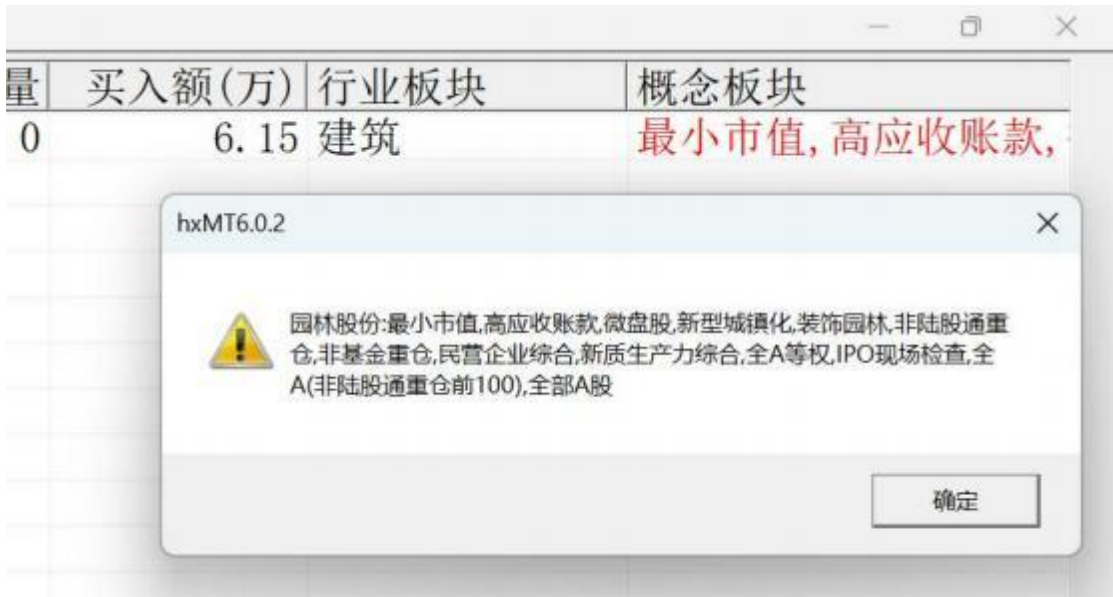 量 买入额(万) 行业板块 概念板块
0 6.15 建筑 最小市值,高应收账款,
hxMT6.0.2
园林股份:最小市值,高应收账款,微盘股,新型城镇化,装饰园林,非陆股通重
仓,非基金重仓,民营企业综合,新质生产力综合,全A等权,IPO现场检查,全
A(非陆股通重仓前100),全部A股
确定